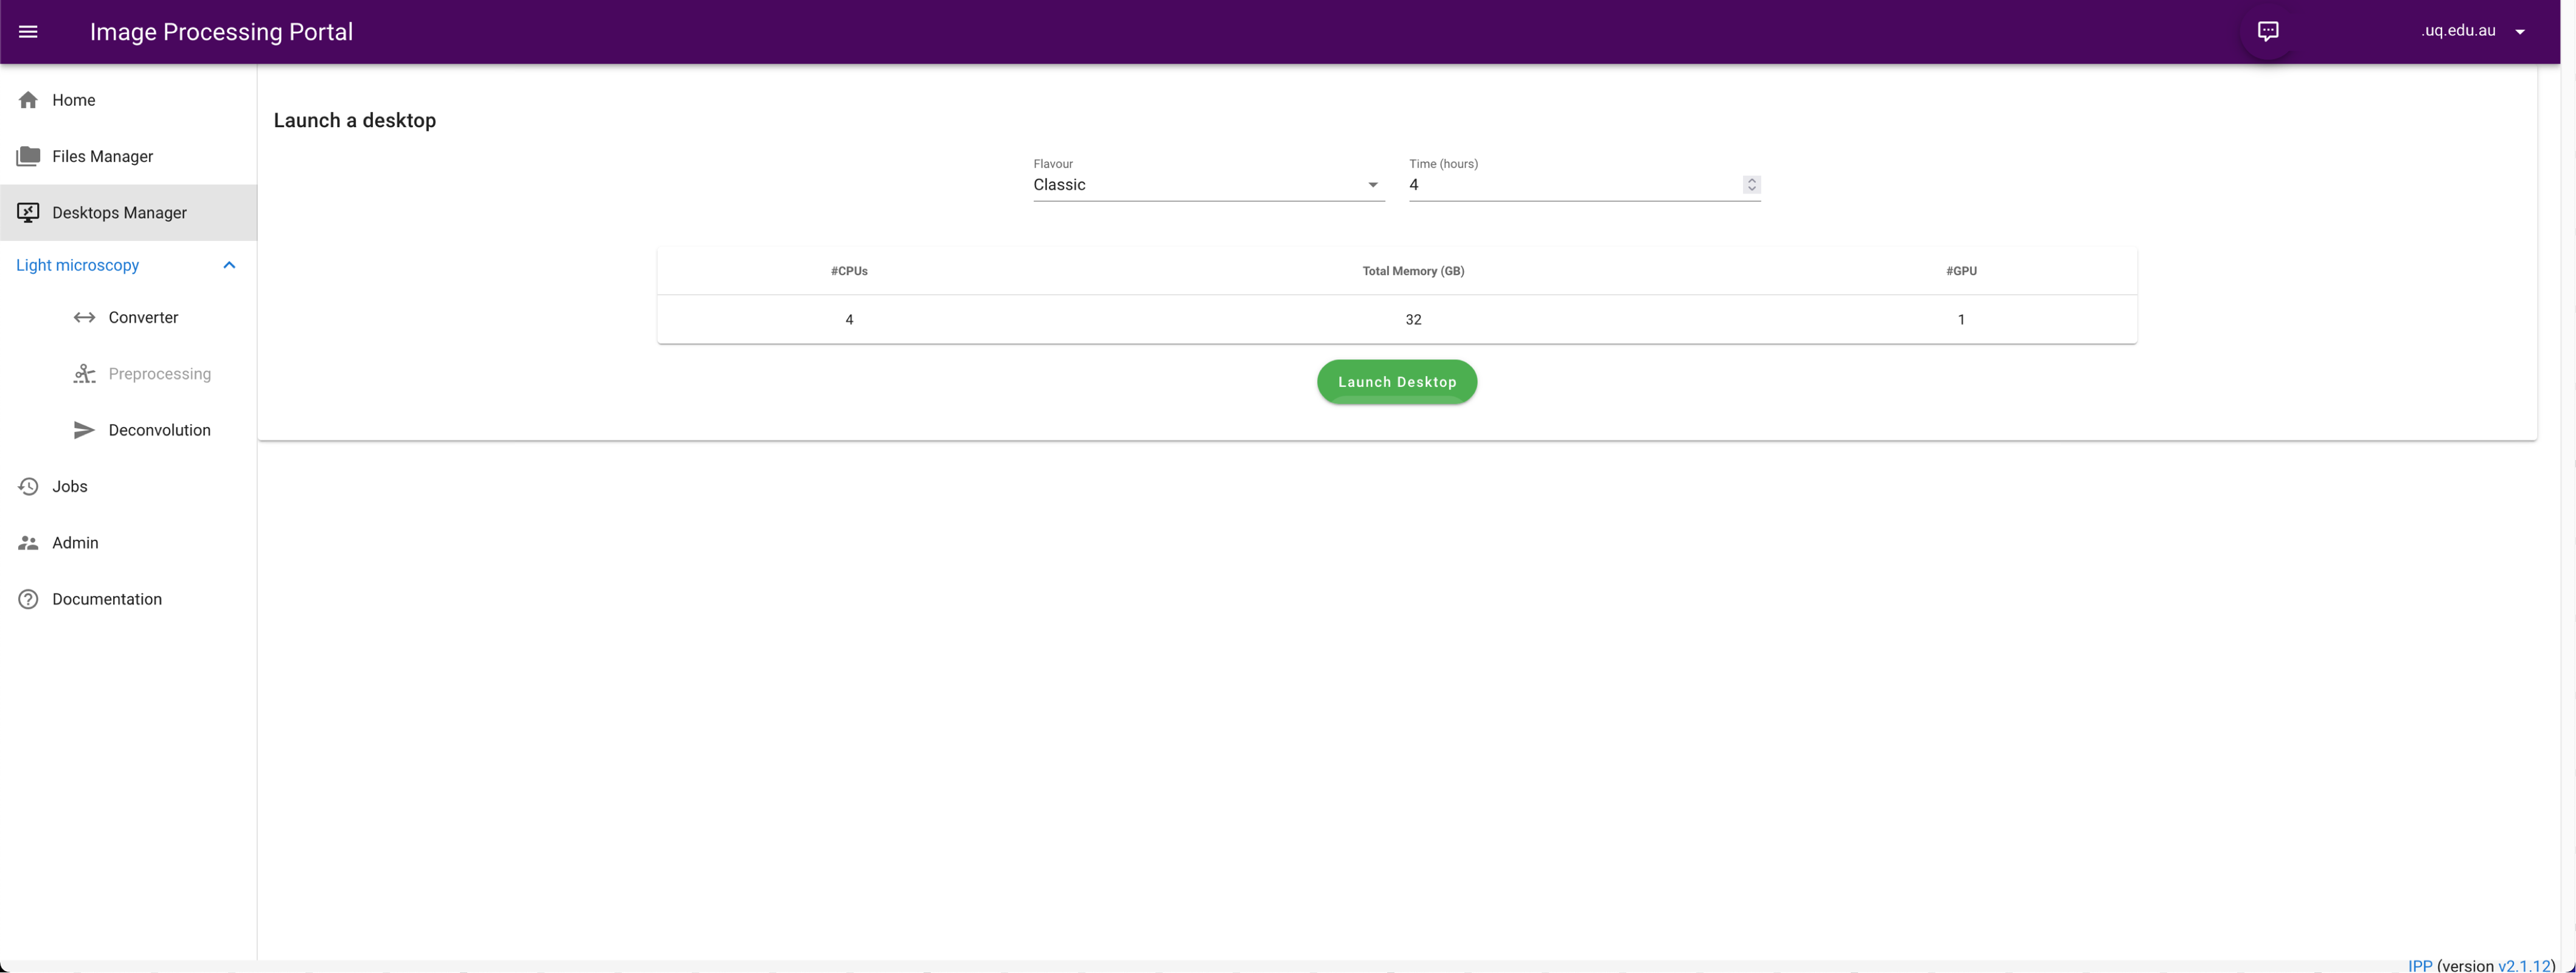 Image Processing Portal
.uq.edu.au
Home
Files Manager
Desktops Manager
Light microscopy
Converter
Preprocessing
Deconvolution
Jobs
Admin
Documentation
Launch a desktop
Flavour
Classic
Time (hours)
4
#CPUs Total Memory (GB) #GPU
4 32 1
Launch Desktop
IPP (version v2.1.12)